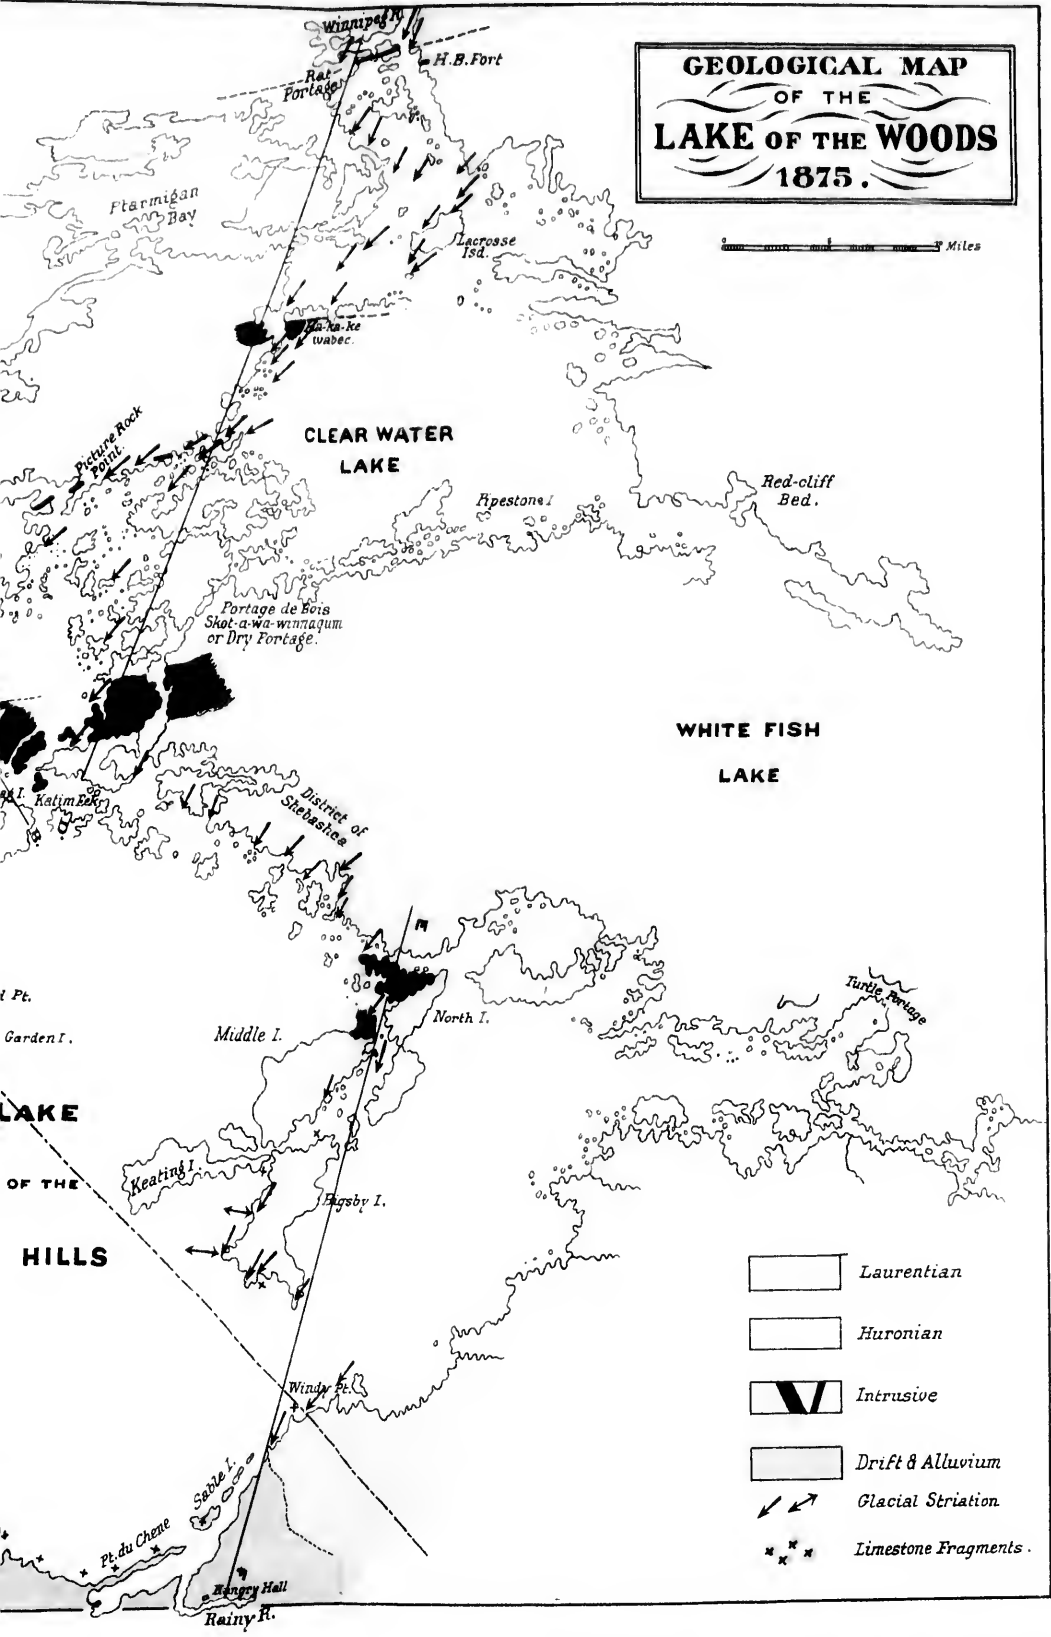 Winnipeg R.
H.B. Fort
Rat
Portage
GEOLOGICAL MAP
OF THE
LAKE OF THE WOODS
1875.
Miles
Ptarmigan
Bay
Lacrosse
Isd.
Ka-ka-ke
wabec.
Picture Rock
Point.
CLEAR WATER
LAKE
Pipestone I
Red-cliff
Bed.
Portage de Bois
Skot-a-wa-winnaqum
or Dry Portage.
WHITE FISH
LAKE
Katim Eek
District of
Shebashca
Pt.
Garden I.
Middle I.
North I.
Turtle Portage
LAKE
OF THE
HILLS
Keating I.
Bigsby I.
Windy Pt.
Sable I.
Pt. du Chene
Hungry Hall
Rainy R.
Laurentian
Huronian
Intrusive
Drift & Alluvium
Glacial Striation
Limestone Fragments.